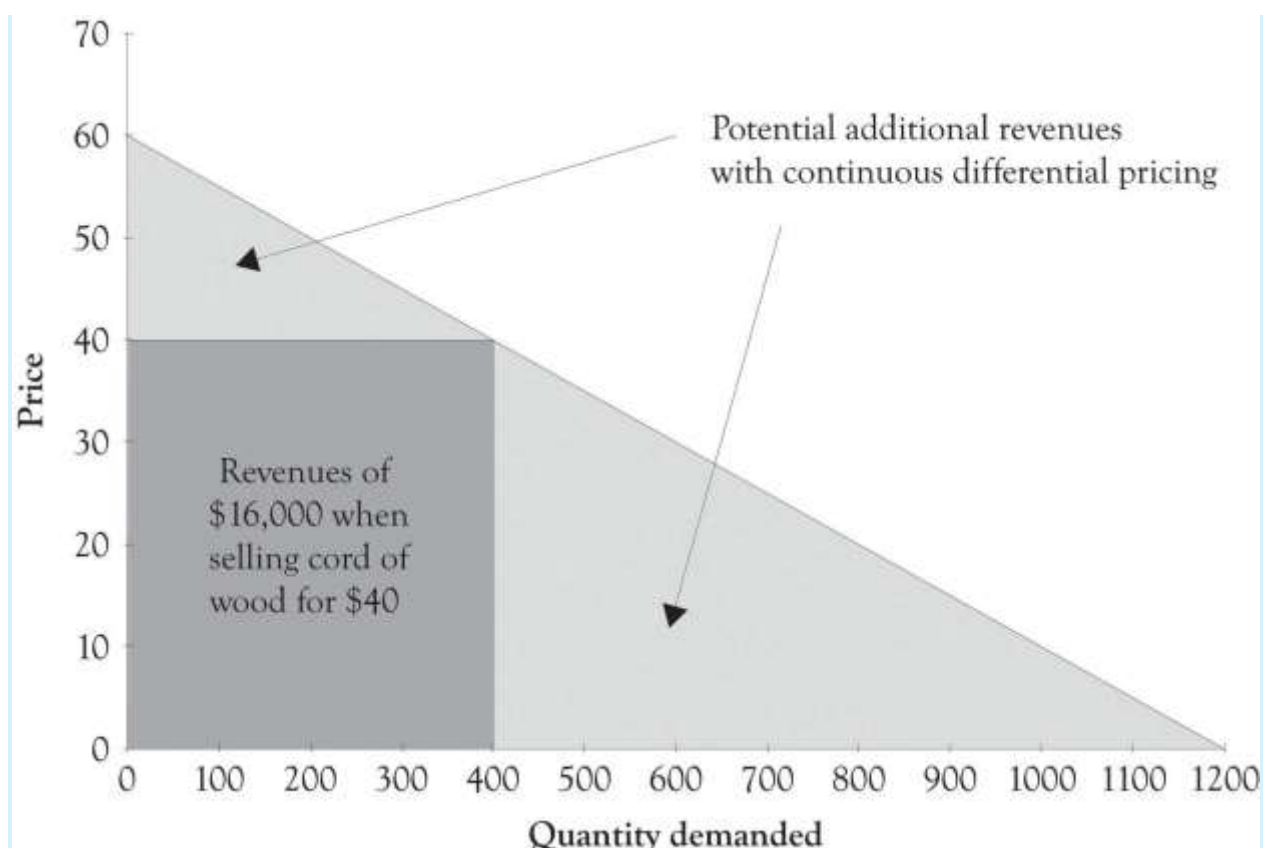 70
60
50
40
30
20
10
0
Price
Potential additional revenues
with continuous differential pricing
Revenues of
$16,000 when
selling cord of
wood for $40
0 100 200 300 400 500 600 700 800 900 1000 1100 1200
Quantity demanded